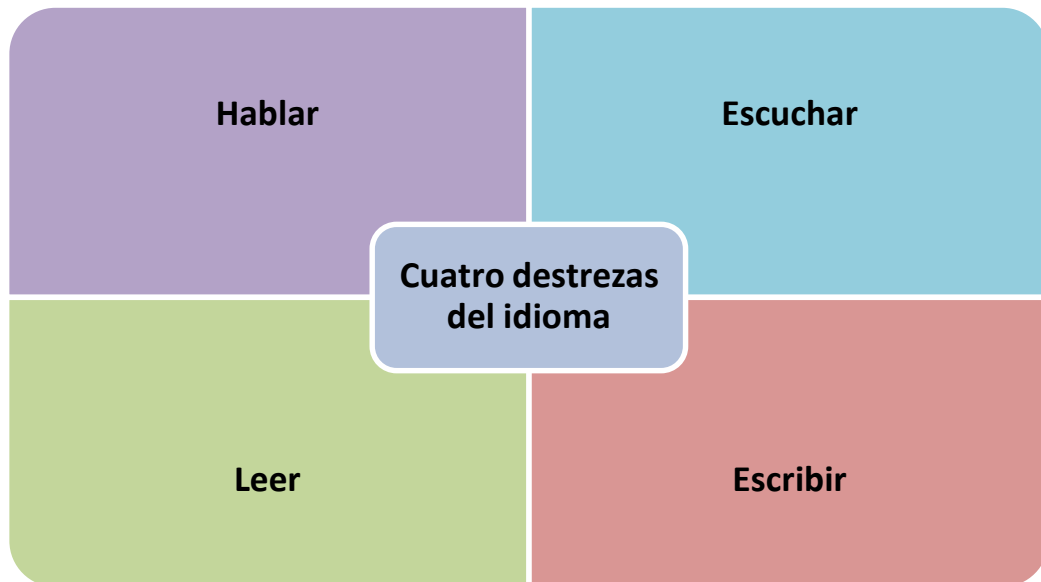 Hablar
Escuchar
Cuatro destrezas
del idioma
Leer
Escribir